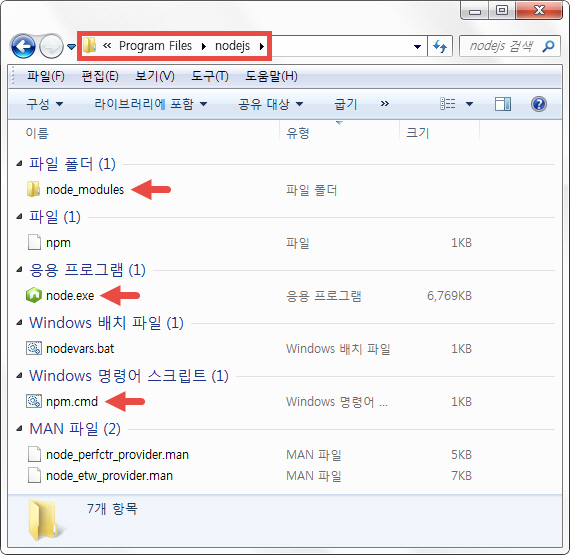 « Program Files nodejs
nodejs 검색
파일(F) 편집(E) 보기(V) 도구(T) 도움말(H)
구성 라이브러리에 포함 공유 대상 굽기 »
이름 유형 크기
파일 폴더 (1)
node_modules 파일 폴더
파일 (1)
npm 파일 1KB
응용 프로그램 (1)
node.exe 응용 프로그램 6,769KB
Windows 배치 파일 (1)
nodevars.bat Windows 배치 파일 1KB
Windows 명령어 스크립트 (1)
npm.cmd Windows 명령어 ... 1KB
MAN 파일 (2)
node_perfctr_provider.man MAN 파일 5KB
node_etw_provider.man MAN 파일 7KB
7개 항목